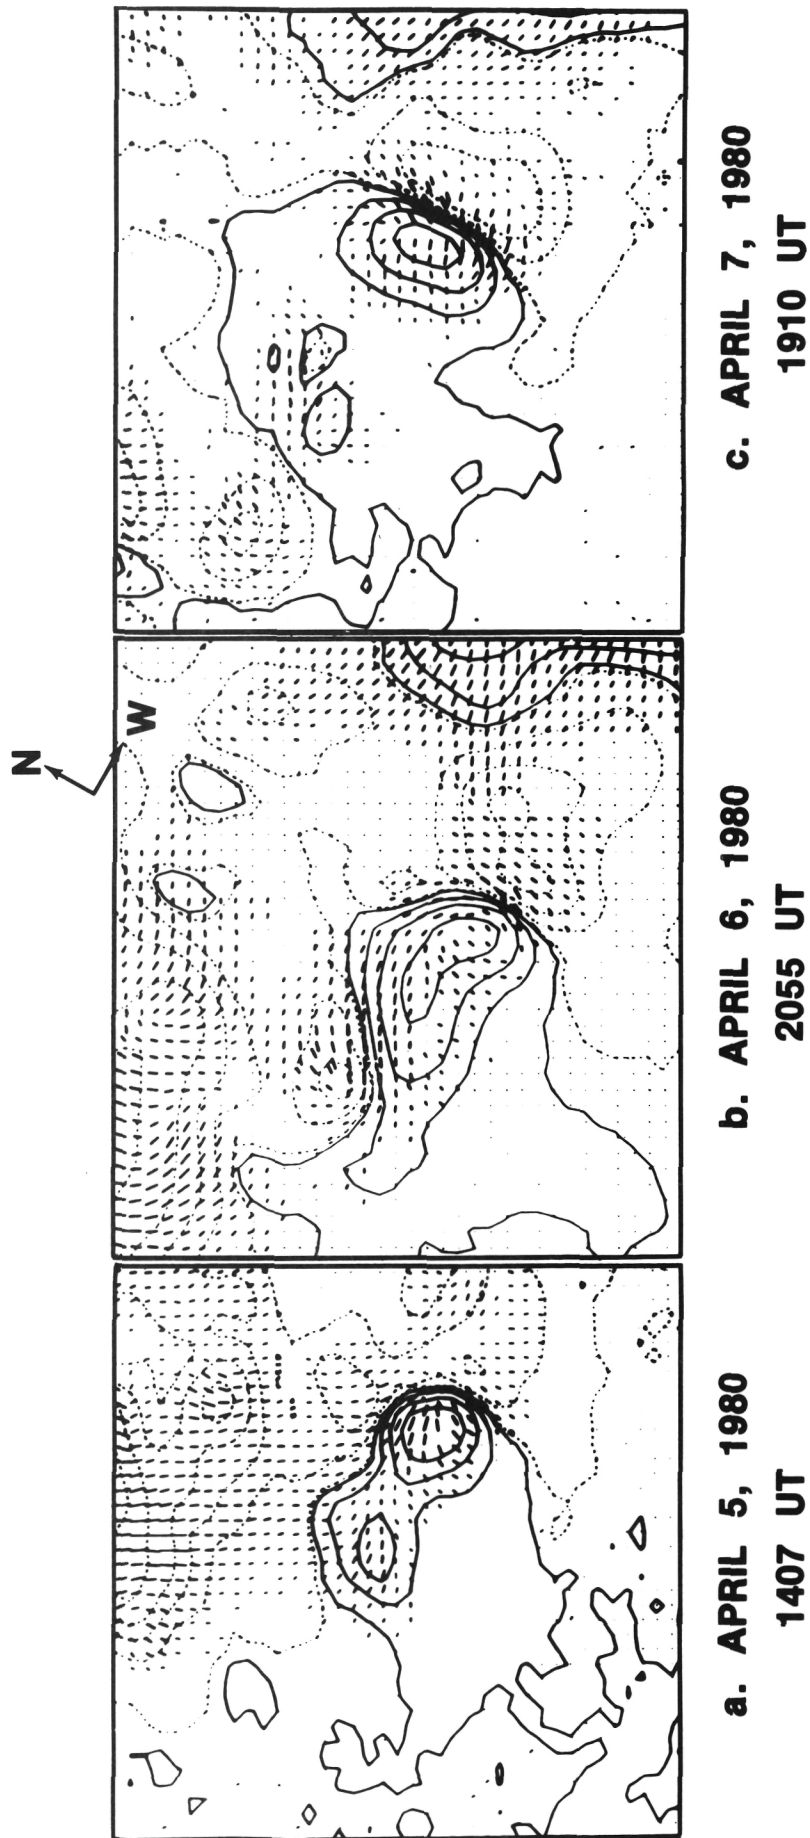 N
W
a. APRIL 5, 1980
1407 UT
b. APRIL 6, 1980
2055 UT
c. APRIL 7, 1980
1910 UT